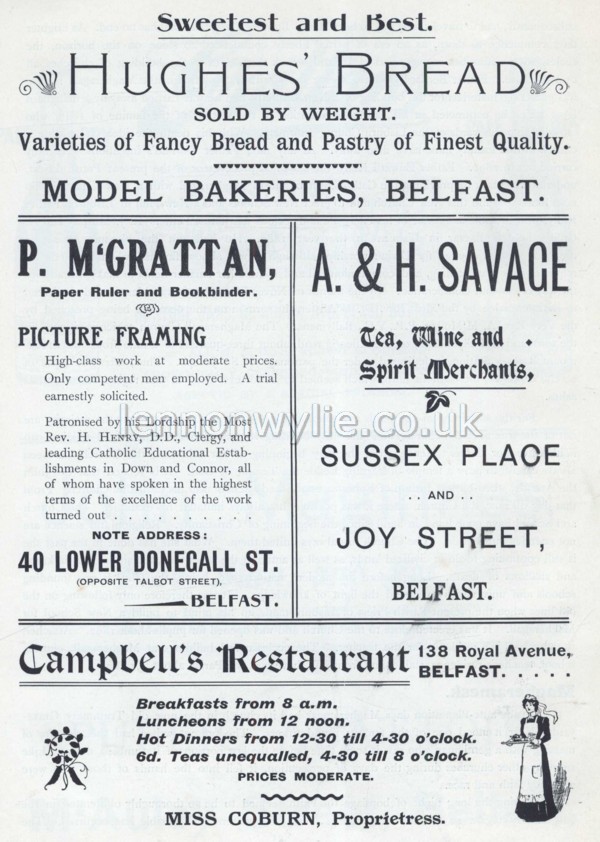 Sweetest and Best.
HUGHES' BREAD
SOLD BY WEIGHT.
Varieties of Fancy Bread and Pastry of Finest Quality.
MODEL BAKERIES, BELFAST.
P. M‘GRATTAN,
Paper Ruler and Bookbinder.
PICTURE FRAMING
High-class work at moderate prices.
Only competent men employed. A trial
earnestly solicited.
Patronised by his Lordship the Most
Rev. H. HENRY, D.D., Clergy, and
leading Catholic Educational Estab-
lishments in Down and Connor, all
of whom have spoken in the highest
terms of the excellence of the work
turned out . . . . . . . . . . .
NOTE ADDRESS:
40 LOWER DONEGALL ST.
(OPPOSITE TALBOT STREET),
BELFAST.
A. & H. SAVAGE
Tea, Wine and .
Spirit Merchants,
SUSSEX PLACE
.. AND ..
JOY STREET,
BELFAST.
lennonwylie.co.uk
Campbell's Restaurant
138 Royal Avenue,
BELFAST. . . . . .
Breakfasts from 8 a.m.
Luncheons from 12 noon.
Hot Dinners from 12-30 till 4-30 o'clock.
6d. Teas unequalled, 4-30 till 8 o'clock.
PRICES MODERATE.
MISS COBURN, Proprietress.